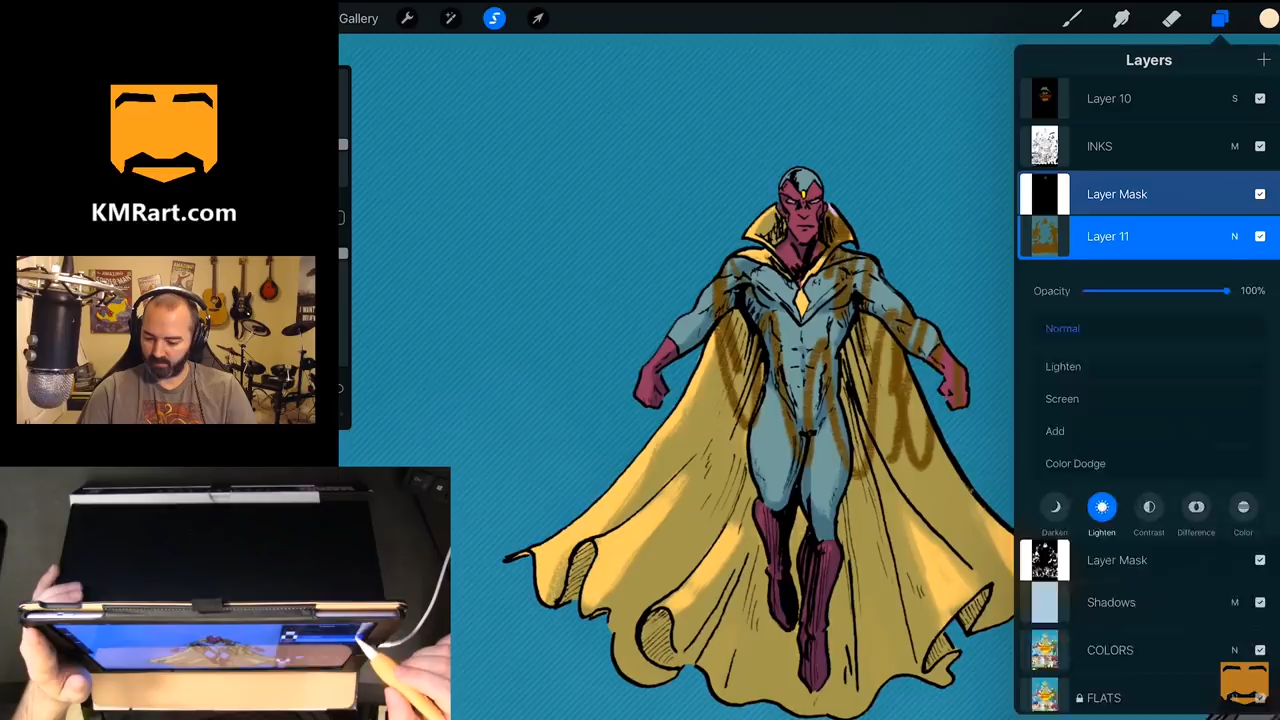 Gallery
Layers
Layer 10 S
INKS M
Layer Mask
Layer 11 N
Opacity 100%
Normal
Lighten
Screen
Add
Color Dodge
Darken Lighten Contrast Difference Color
Layer Mask
Shadows M
COLORS N
FLATS
KMRart.com